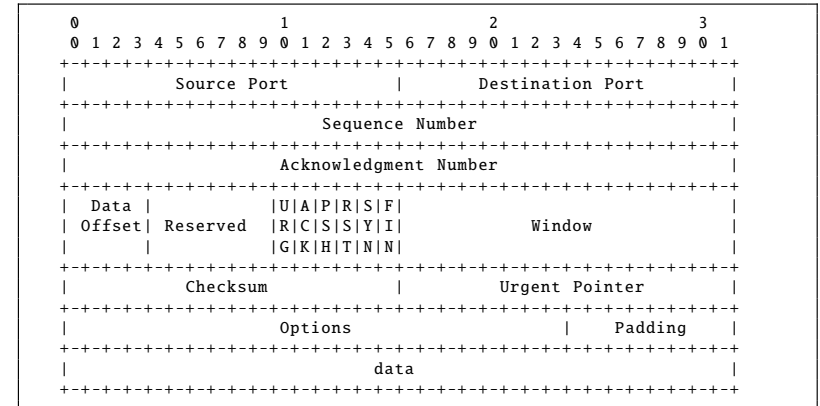 0                   1                   2                   3
 0 1 2 3 4 5 6 7 8 9 0 1 2 3 4 5 6 7 8 9 0 1 2 3 4 5 6 7 8 9 0 1
+-+-+-+-+-+-+-+-+-+-+-+-+-+-+-+-+-+-+-+-+-+-+-+-+-+-+-+-+-+-+-+-+
|          Source Port          |       Destination Port        |
+-+-+-+-+-+-+-+-+-+-+-+-+-+-+-+-+-+-+-+-+-+-+-+-+-+-+-+-+-+-+-+-+
|                        Sequence Number                        |
+-+-+-+-+-+-+-+-+-+-+-+-+-+-+-+-+-+-+-+-+-+-+-+-+-+-+-+-+-+-+-+-+
|                    Acknowledgment Number                      |
+-+-+-+-+-+-+-+-+-+-+-+-+-+-+-+-+-+-+-+-+-+-+-+-+-+-+-+-+-+-+-+-+
|  Data |           |U|A|P|R|S|F|                               |
| Offset| Reserved  |R|C|S|S|Y|I|            Window             |
|       |           |G|K|H|T|N|N|                               |
+-+-+-+-+-+-+-+-+-+-+-+-+-+-+-+-+-+-+-+-+-+-+-+-+-+-+-+-+-+-+-+-+
|           Checksum            |         Urgent Pointer        |
+-+-+-+-+-+-+-+-+-+-+-+-+-+-+-+-+-+-+-+-+-+-+-+-+-+-+-+-+-+-+-+-+
|                    Options                    |    Padding    |
+-+-+-+-+-+-+-+-+-+-+-+-+-+-+-+-+-+-+-+-+-+-+-+-+-+-+-+-+-+-+-+-+
|                             data                              |
+-+-+-+-+-+-+-+-+-+-+-+-+-+-+-+-+-+-+-+-+-+-+-+-+-+-+-+-+-+-+-+-+